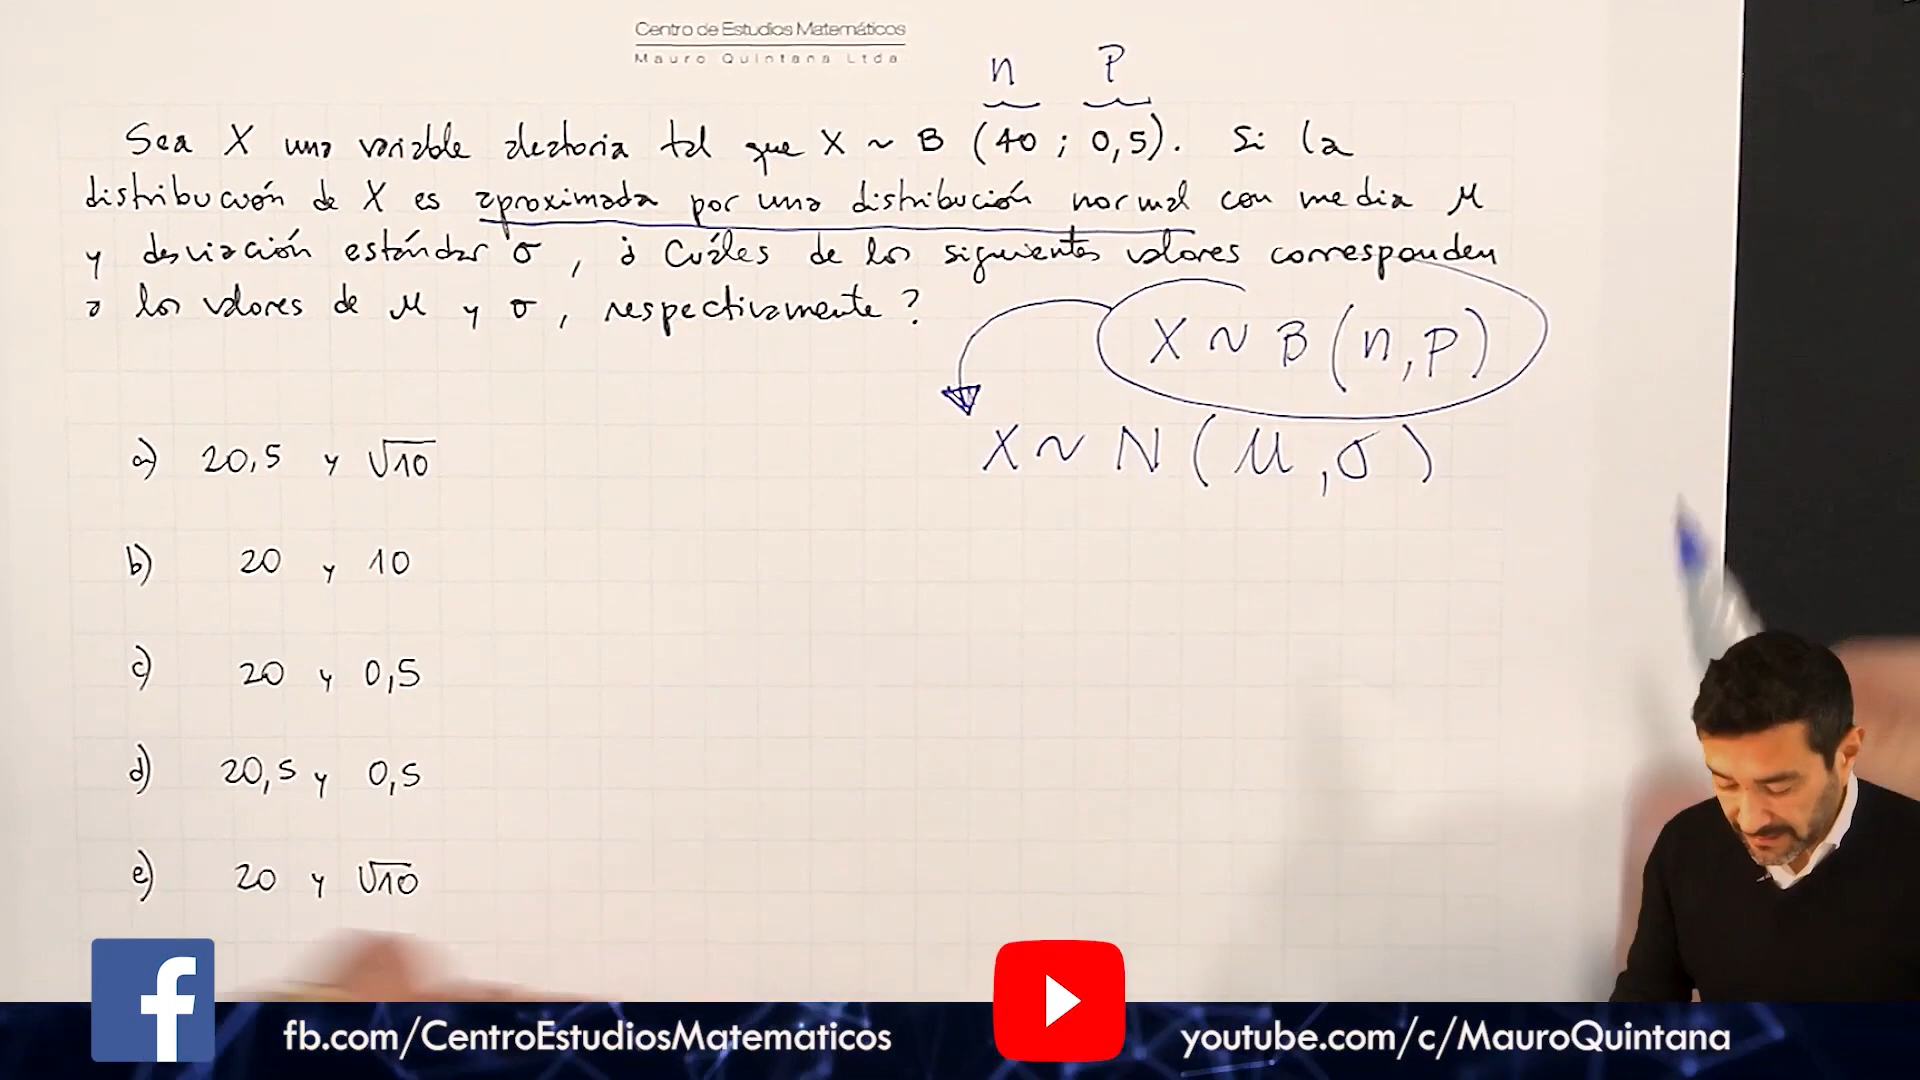 Centro de Estudios Matemáticos
Mauro Quintana Ltda
n P
Sea X una variable aleatoria tal que X ~ B (40 ; 0,5). Si la
distribución de X es aproximada por una distribución normal con media μ
y desviación estándar σ, ¿Cuáles de los siguientes valores corresponden
a los valores de μ y σ, respectivamente?
X ~ B (n, p)
X ~ N (μ, σ)
a) 20,5 y √10
b) 20 y 10
c) 20 y 0,5
d) 20,5 y 0,5
e) 20 y √10
f
fb.com/CentroEstudiosMatematicos
youtube.com/c/MauroQuintana